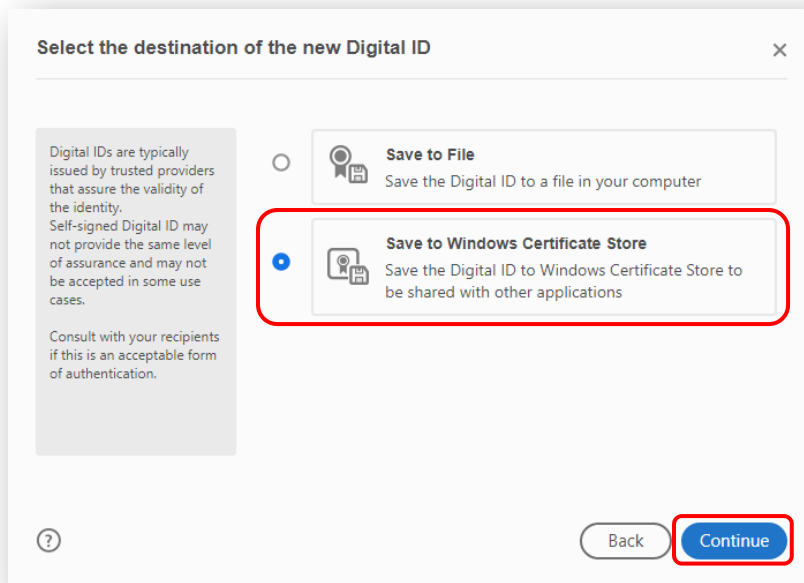 Select the destination of the new Digital ID
Digital IDs are typically
issued by trusted providers
that assure the validity of
the identity.
Self-signed Digital ID may
not provide the same level
of assurance and may not
be accepted in some use
cases.
Consult with your recipients
if this is an acceptable form
of authentication.
Save to File
Save the Digital ID to a file in your computer
Save to Windows Certificate Store
Save the Digital ID to Windows Certificate Store to
be shared with other applications
?
Back
Continue